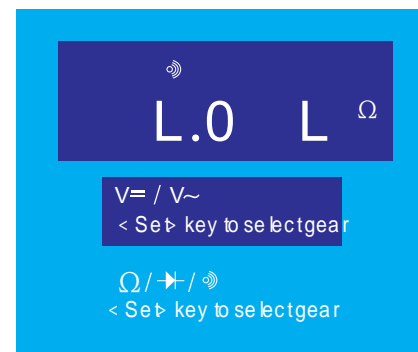 L.0 L Ω
V= / V~
< Set> key to select gear
Ω/ /
< Set> key to select gear